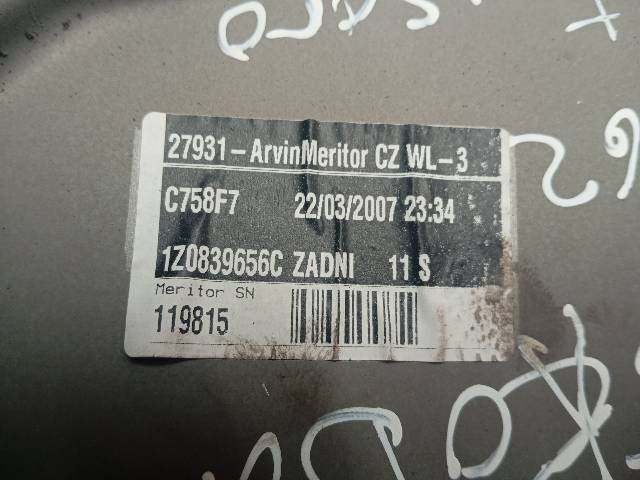 27931-ArvinMeritor CZ WL-3
C758F7 22/03/2007 23:34
1Z0839656C ZADNI 11 S
Meritor SN
119815